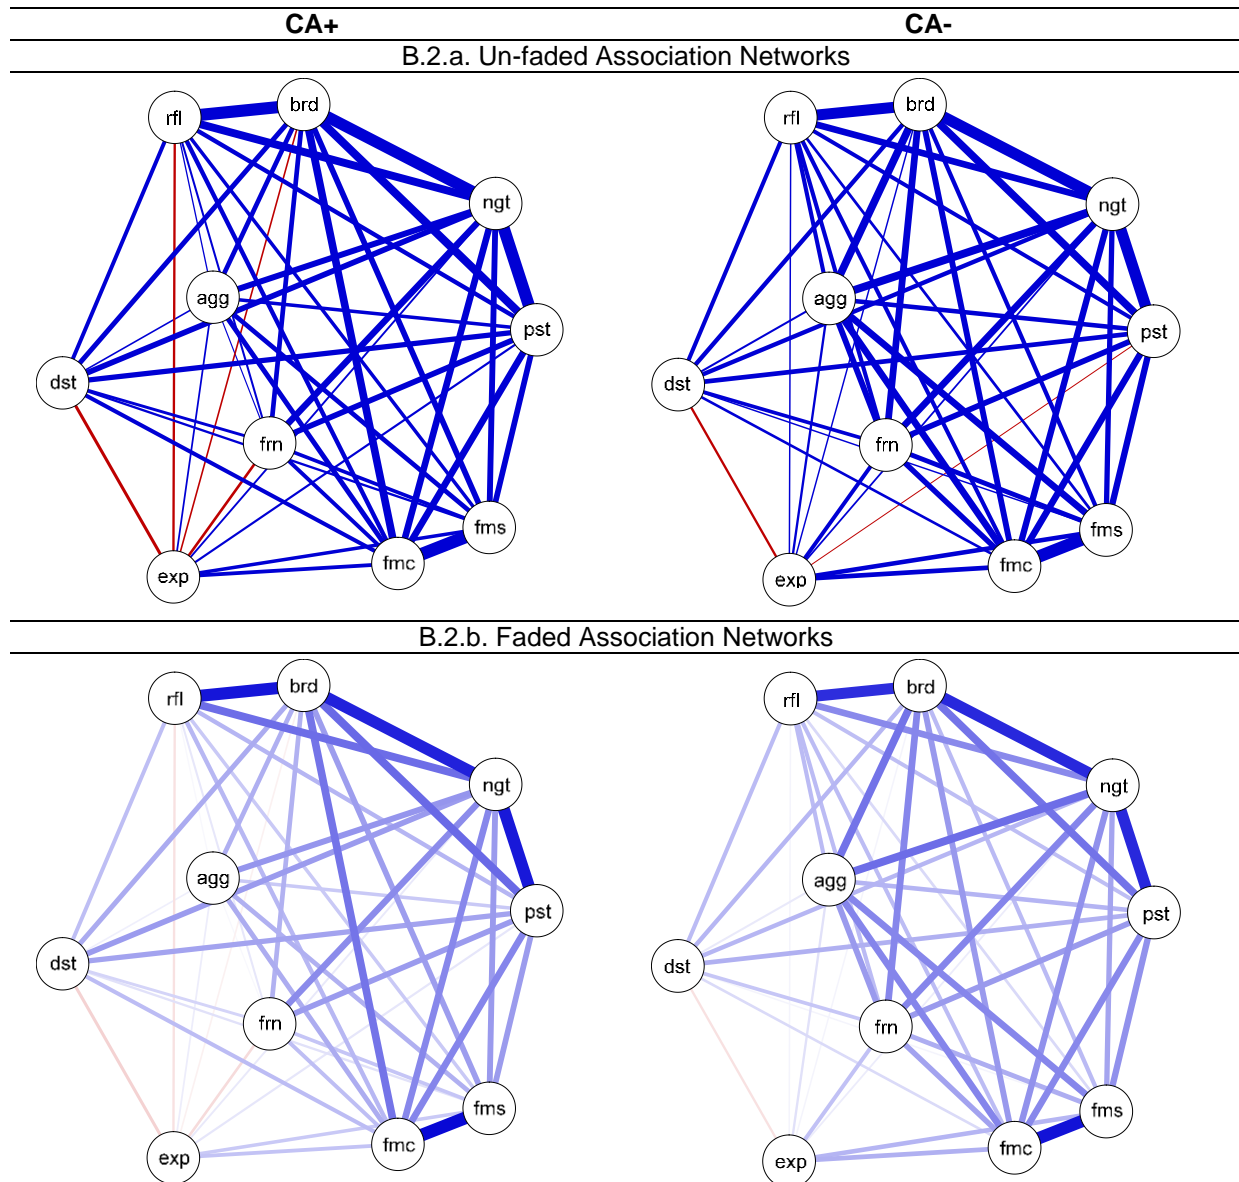 CA+ CA-
B.2.a. Un-faded Association Networks
rfl brd rfl brd
ngt ngt
agg agg
pst pst
dst dst
frn frn
fms fms
exp fmc exp fmc
B.2.b. Faded Association Networks
rfl brd rfl brd
ngt ngt
agg agg
pst pst
dst dst
frn frn
fms fms
exp fmc exp fmc